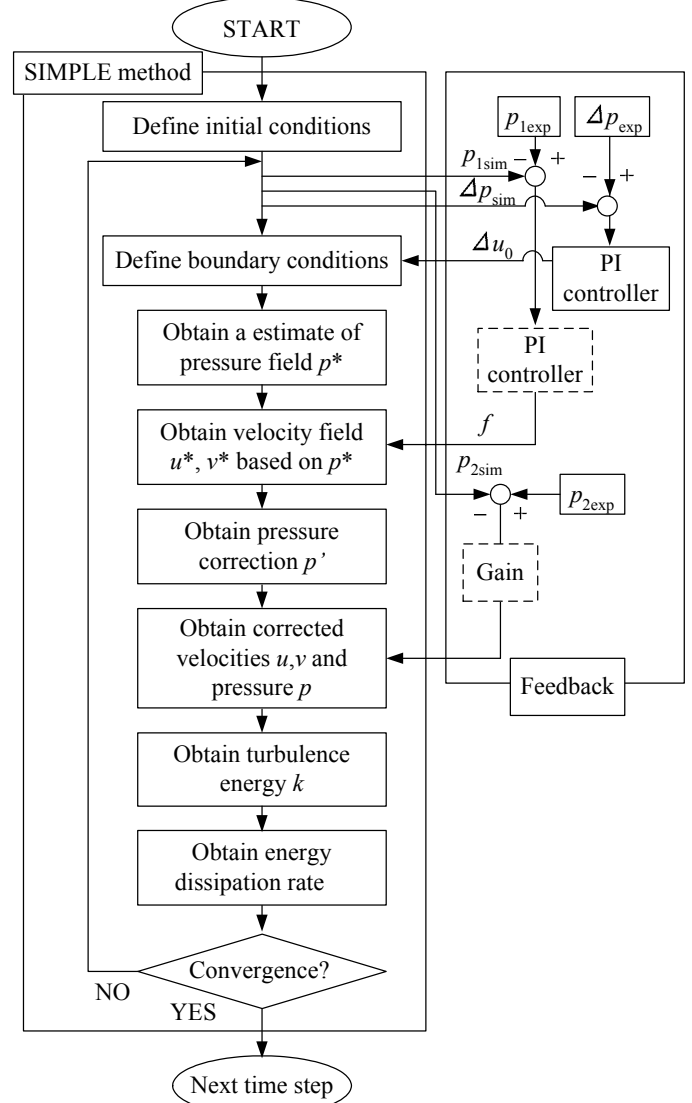 START
SIMPLE method
Define initial conditions
p1exp
Δpexp
p1sim
− +
− +
Δpsim
Δu0
Define boundary conditions
PI
controller
Obtain a estimate of
pressure field p*
PI
controller
Obtain velocity field
u*, v* based on p*
f
p2sim
− +
p2exp
Obtain pressure
correction p’
Gain
Obtain corrected
velocities u,v and
pressure p
Feedback
Obtain turbulence
energy k
Obtain energy
dissipation rate
Convergence?
NO
YES
Next time step